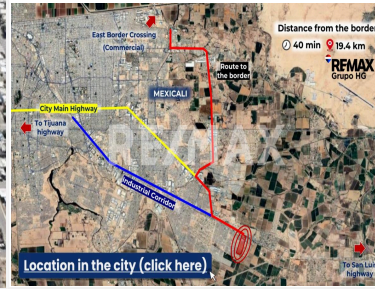 Distance from the border
40 min 19.4 km
RE/MAX
Grupo HG
East Border Crossing
(Commercial)
Route to
the border
MEXICALI
City Main Highway
To Tijuana
highway
RE/MAX
Industrial Corridor
Location in the city (click here)
To San Luis
highway